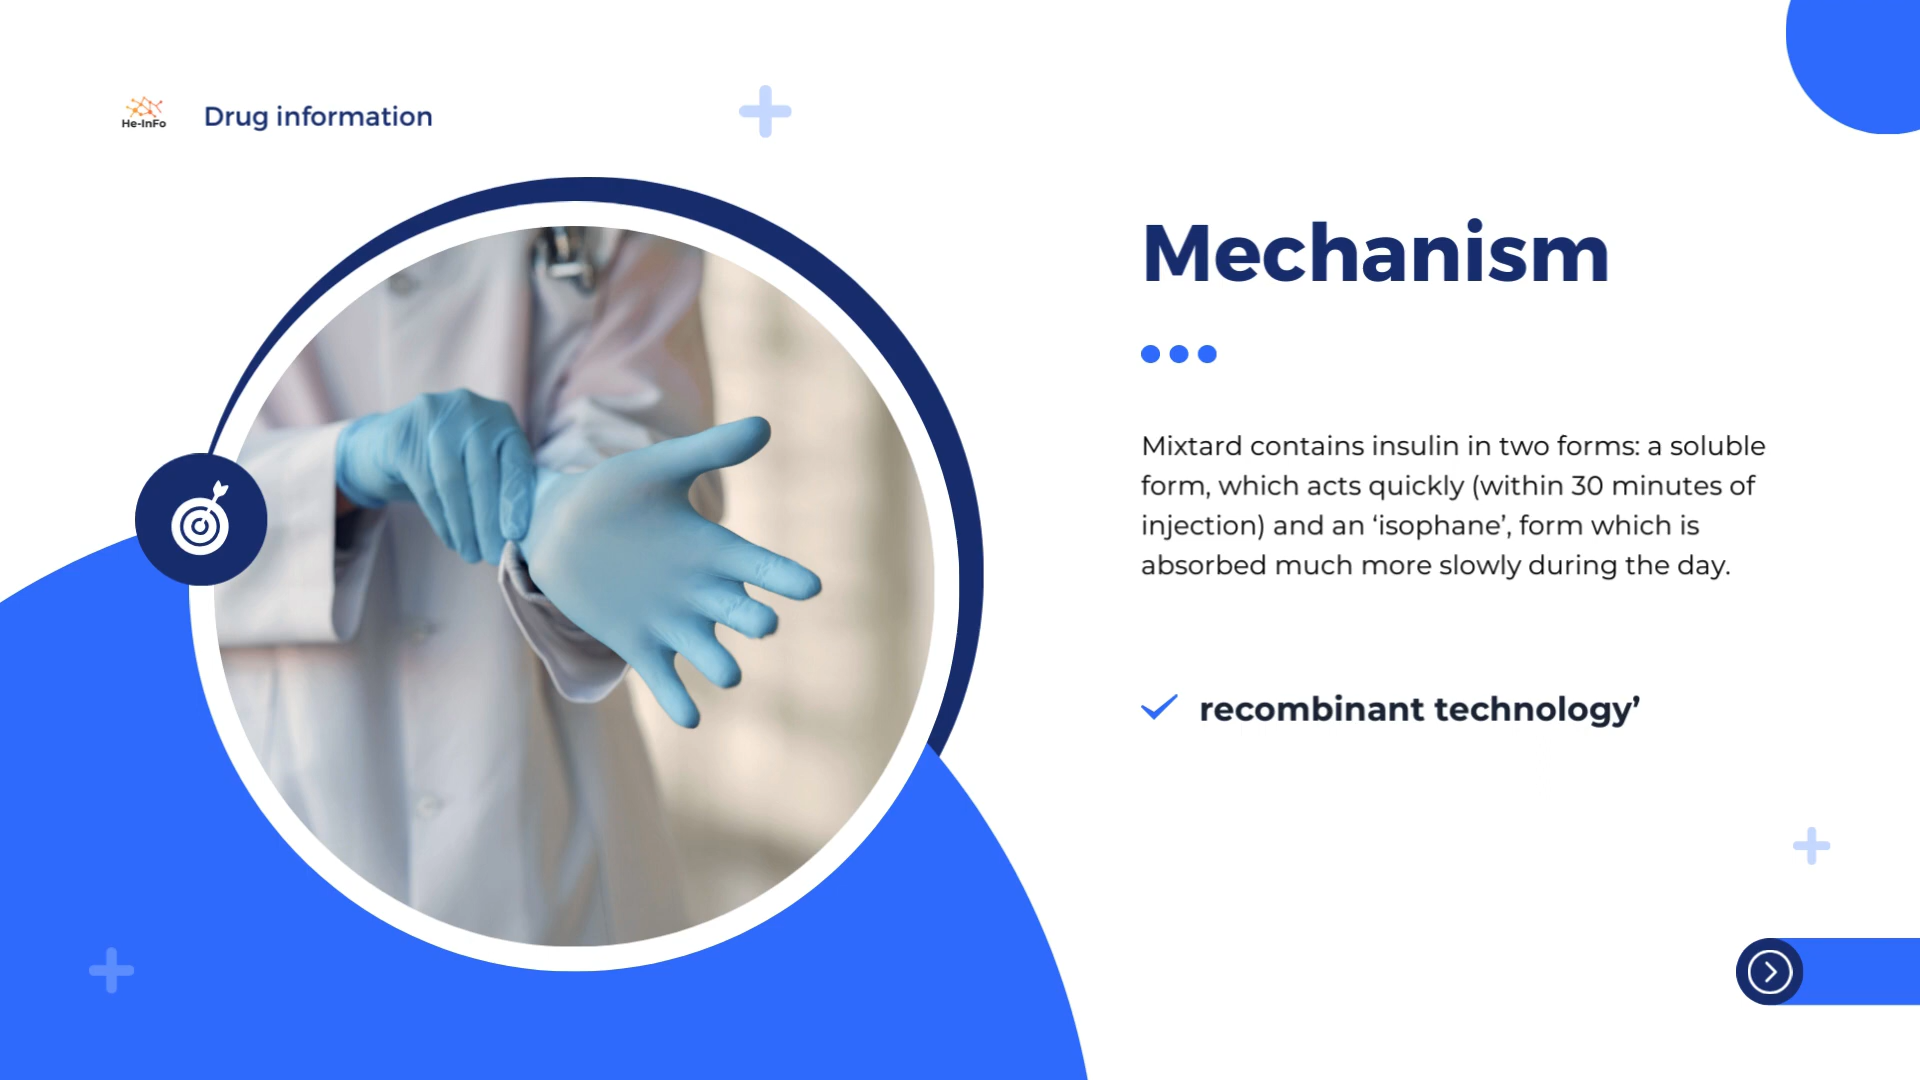 He-InFo
Drug information
Mechanism
Mixtard contains insulin in two forms: a soluble
form, which acts quickly (within 30 minutes of
injection) and an ‘isophane’, form which is
absorbed much more slowly during the day.
recombinant technology’